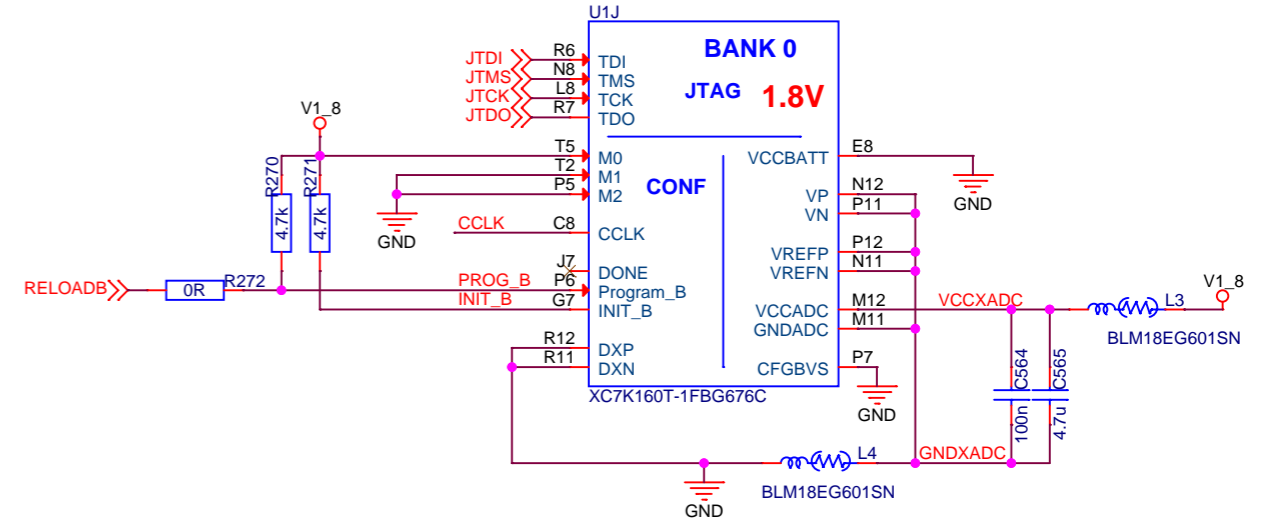 U1J
BANK 0
JTAG 1.8V
CONF
JTDI R6 TDI
JTMS N8 TMS
JTCK L8 TCK
JTDO R7 TDO
V1_8
R270 4.7k
R271 4.7k
T5 M0
T2 M1
P5 M2
GND
CCLK C8 CCLK
J7 DONE
RELOADB 0R R272 PROG_B P6 Program_B
INIT_B G7 INIT_B
R12 DXP
R11 DXN
VCCBATT E8
GND
VP N12
VN P11
VREFP P12
VREFN N11
VCCADC M12 VCCXADC
GNDADC M11
CFGBVS P7
GND
XC7K160T-1FBG676C
L3 V1_8
BLM18EG601SN
C564 100n
C565 4.7u
GNDXADC
L4
BLM18EG601SN
GND